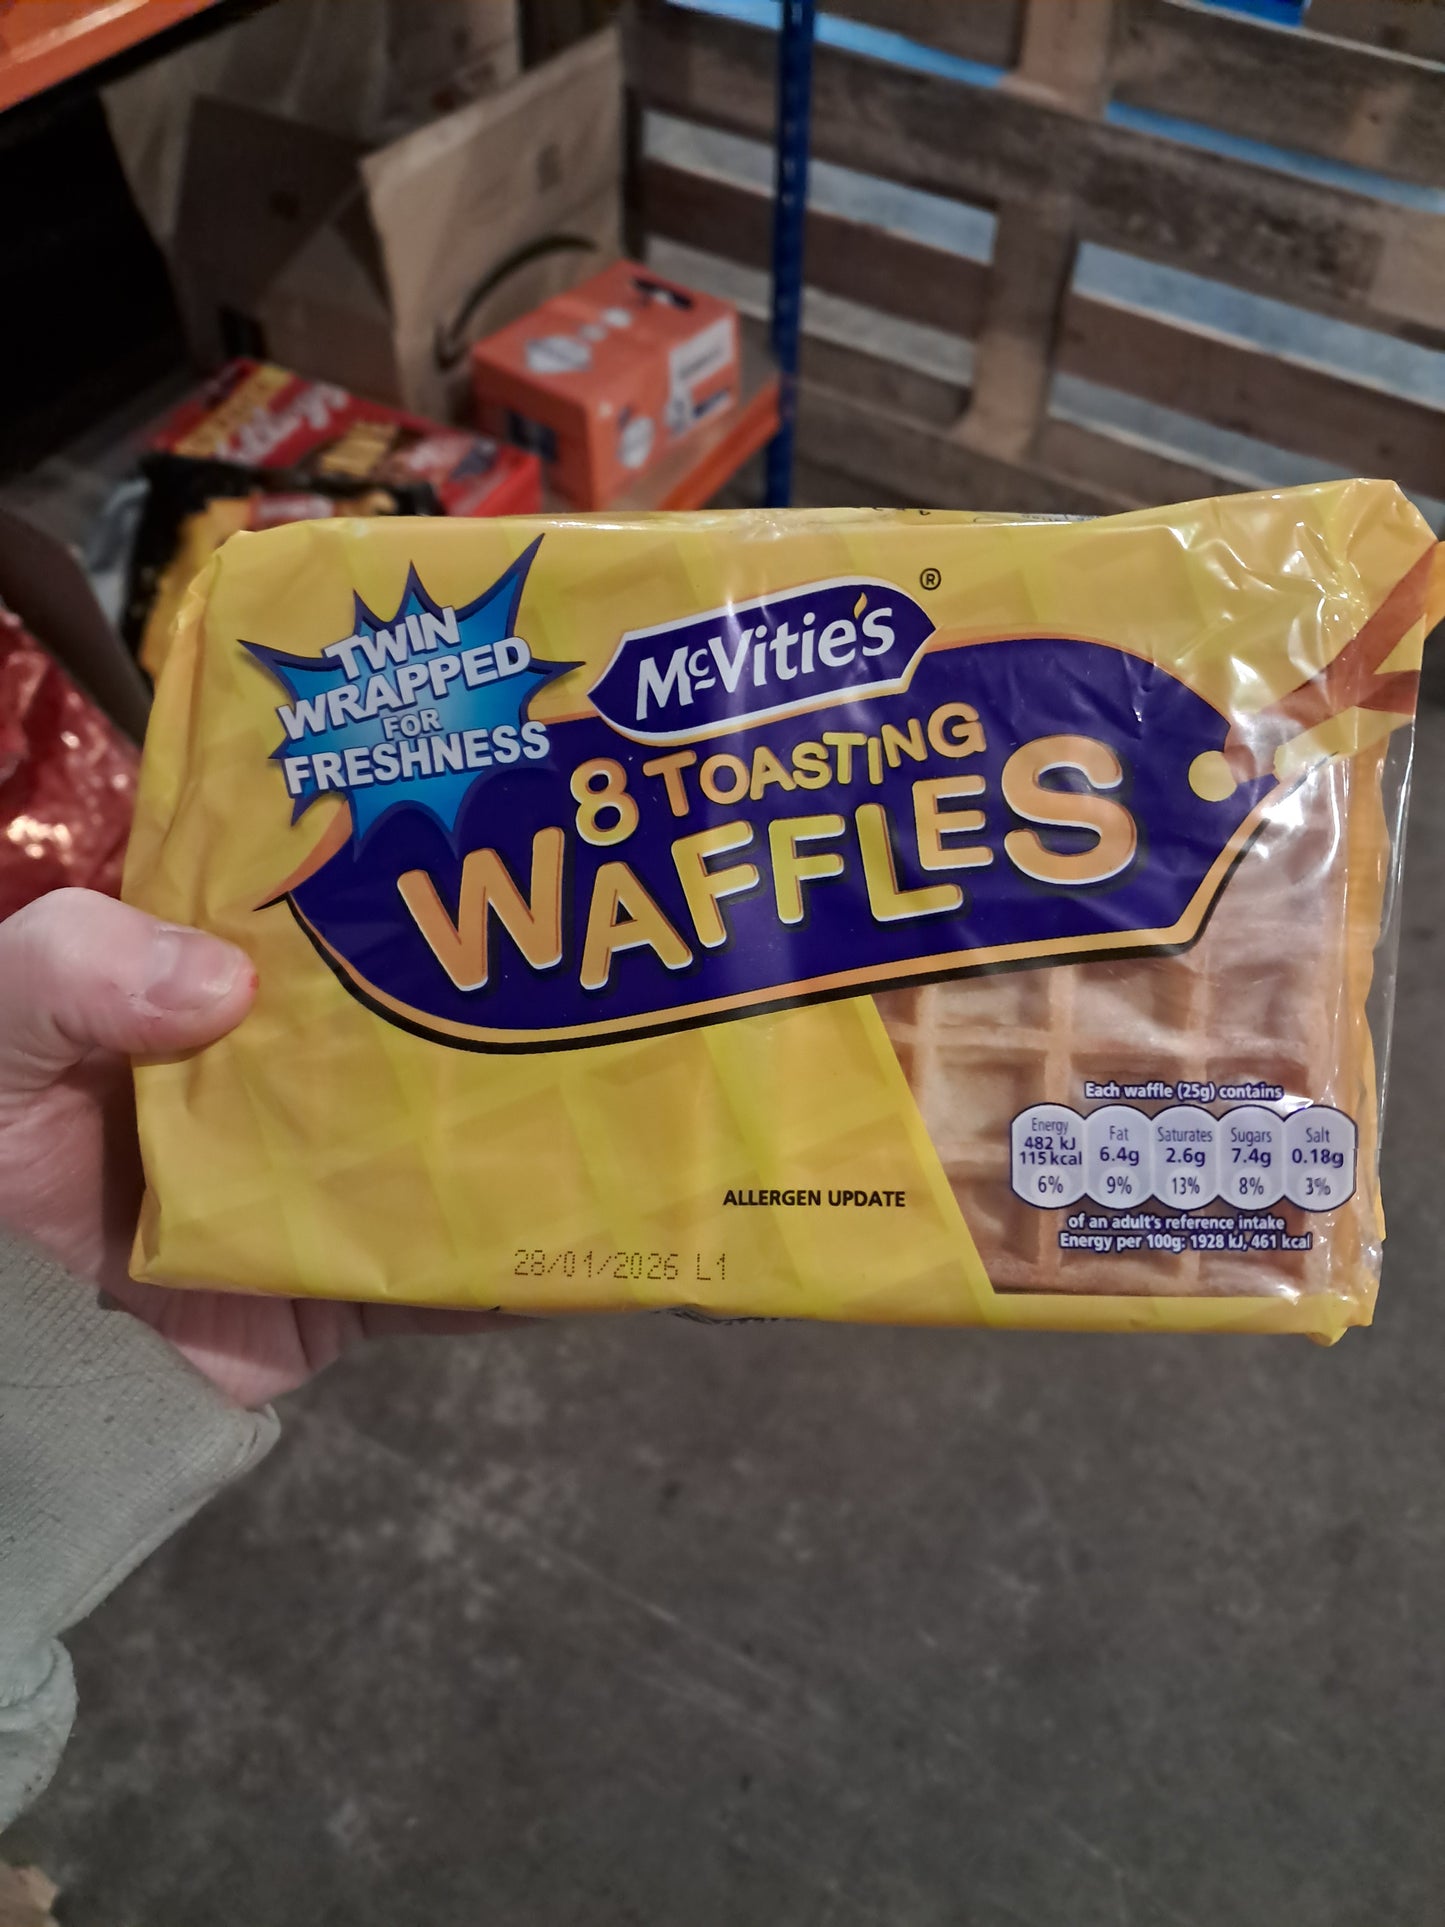 Kellogg's
TWIN
WRAPPED
FOR
FRESHNESS
McVitie's ®
8 TOASTING
WAFFLES
Each waffle (25g) contains
Energy
482 kJ
115 kcal
6%
Fat
6.4g
9%
Saturates
2.6g
13%
Sugars
7.4g
8%
Salt
0.18g
3%
of an adult's reference intake
Energy per 100g: 1928 kJ, 461 kcal
ALLERGEN UPDATE
28/01/2026 L1